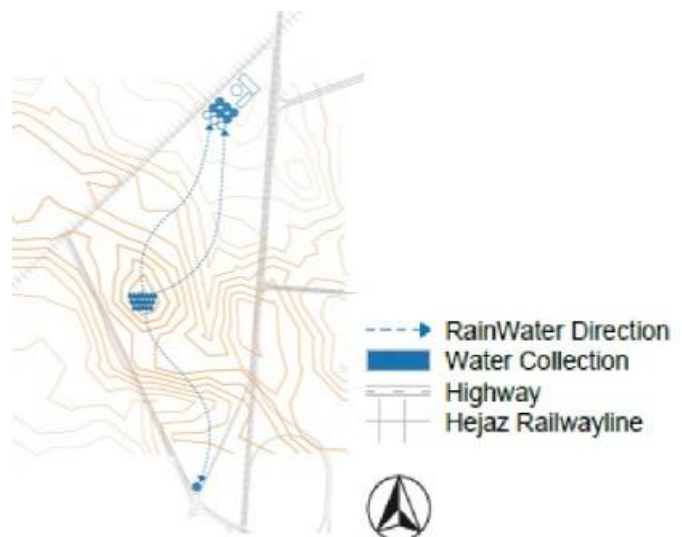 RainWater Direction
Water Collection
Highway
Hejaz Railwayline